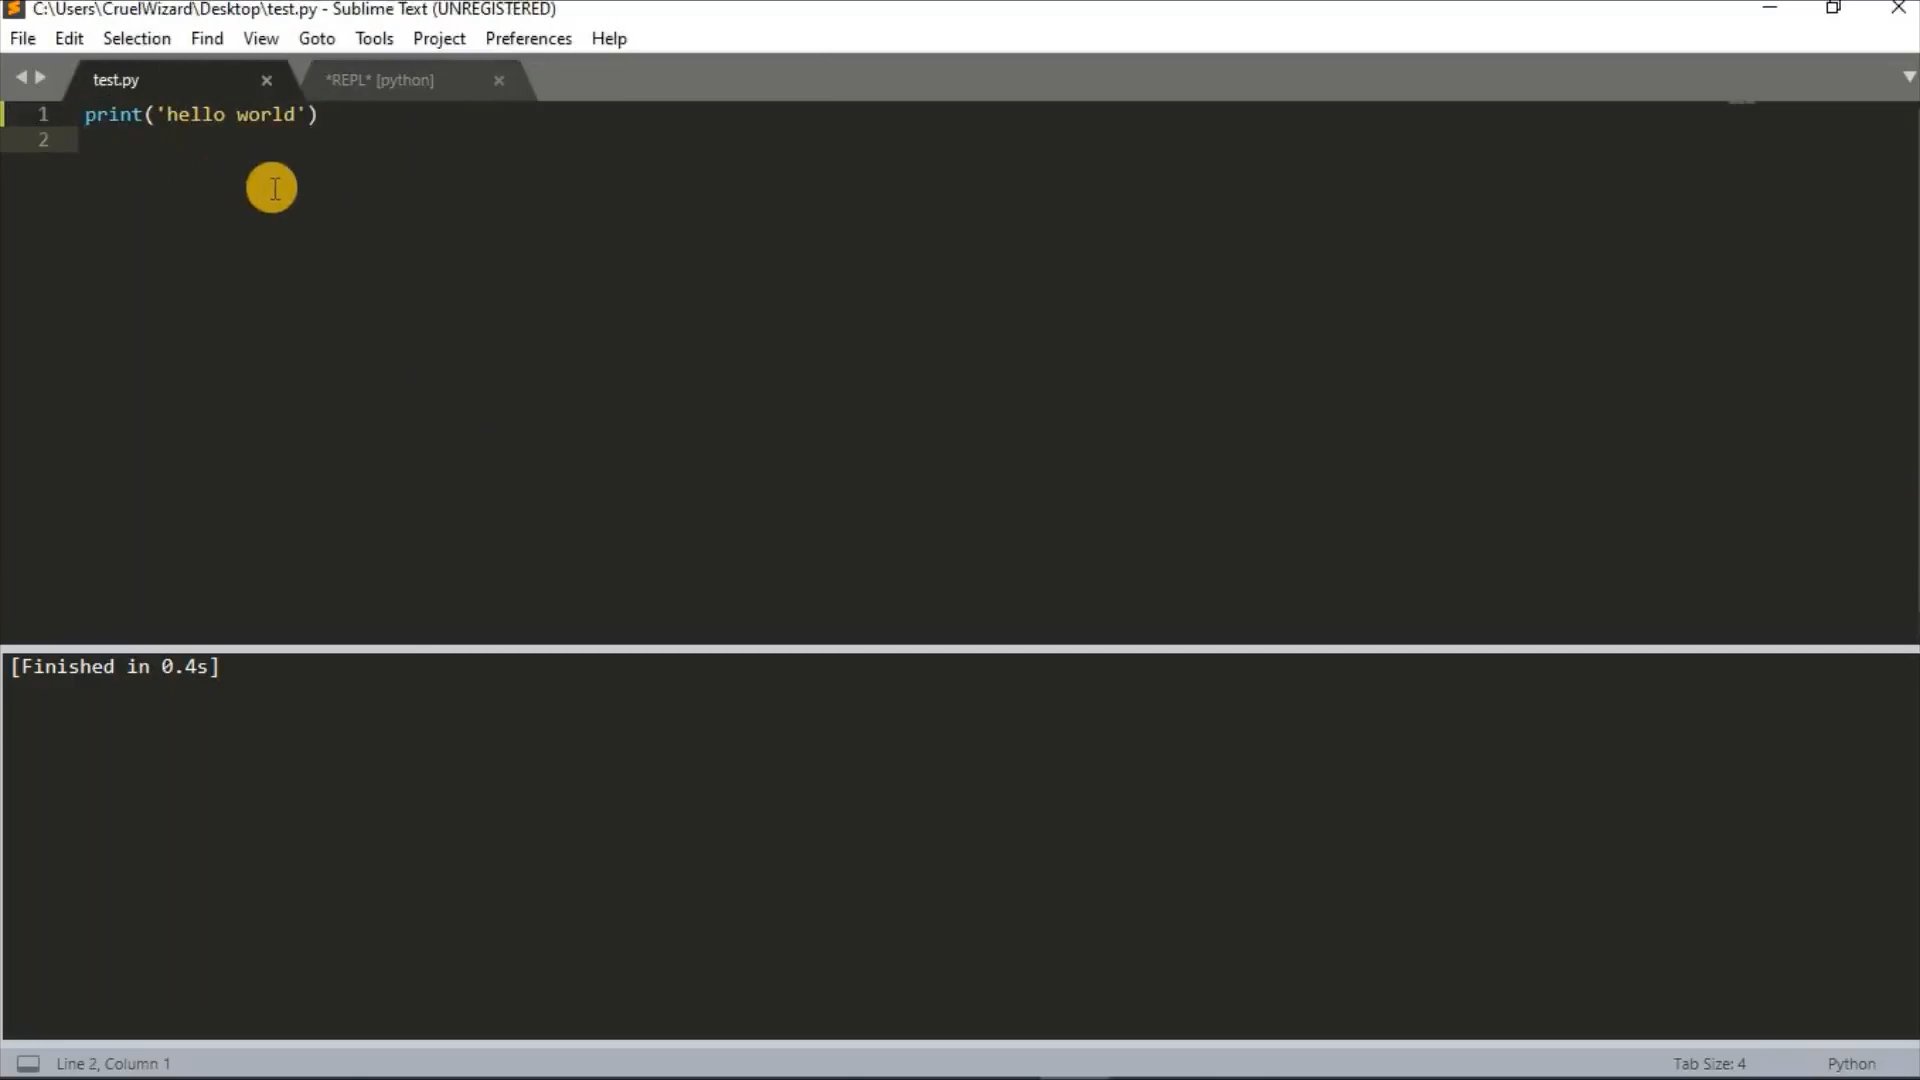 C:\Users\CruelWizard\Desktop\test.py - Sublime Text (UNREGISTERED)
File Edit Selection Find View Goto Tools Project Preferences Help
test.py *REPL* [python]
1 print('hello world')
2
[Finished in 0.4s]
Line 2, Column 1 Tab Size: 4 Python